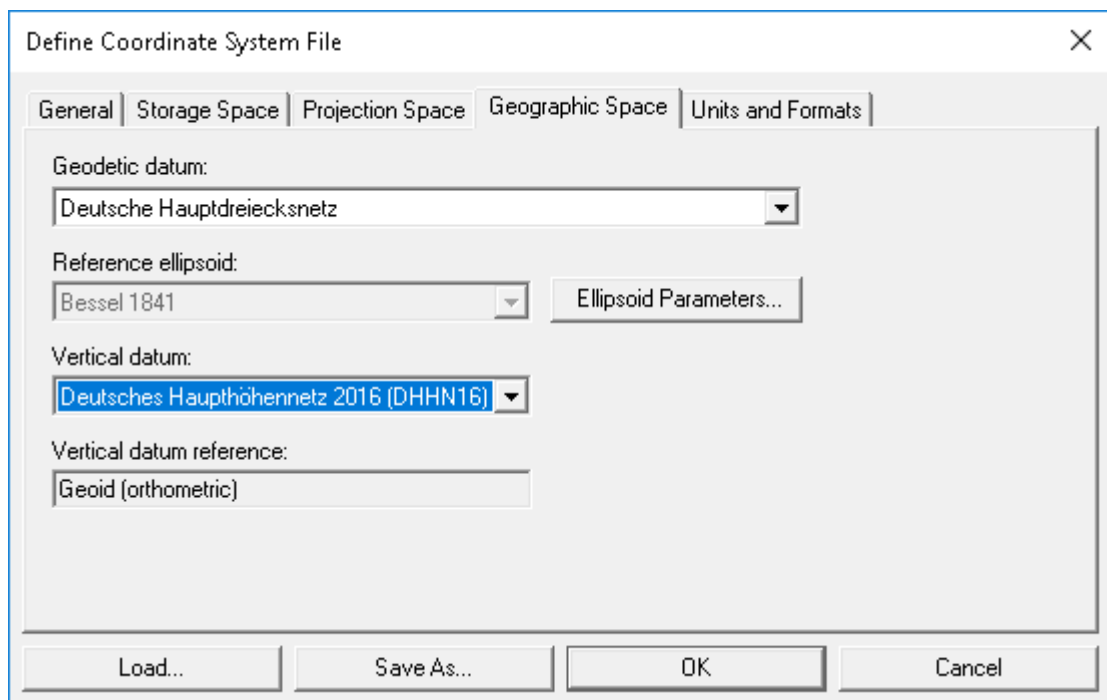 Define Coordinate System File
General Storage Space Projection Space Geographic Space Units and Formats
Geodetic datum:
Deutsche Hauptdreiecksnetz
Reference ellipsoid:
Bessel 1841 Ellipsoid Parameters...
Vertical datum:
Deutsches Haupthöhennetz 2016 (DHHN16)
Vertical datum reference:
Geoid (orthometric)
Load... Save As... OK Cancel